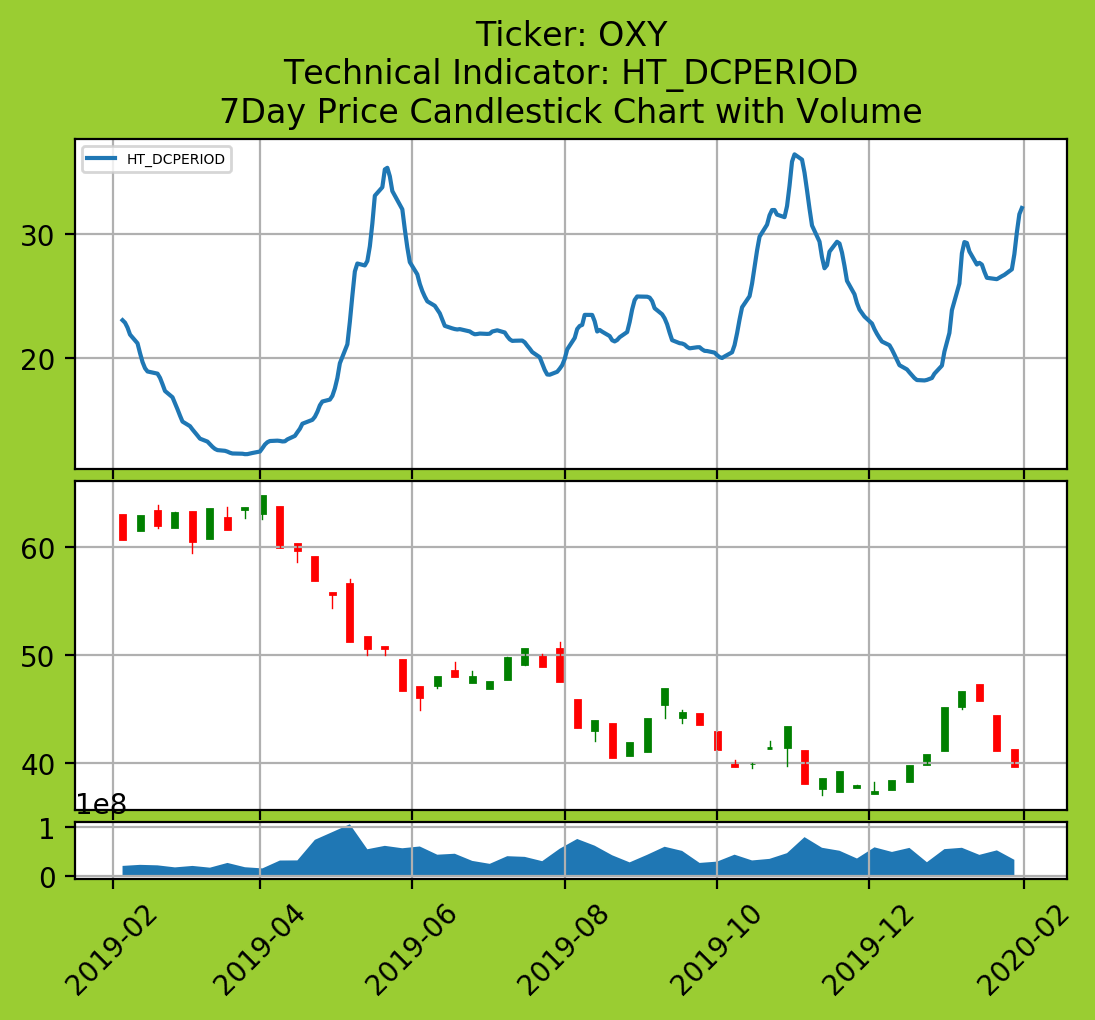 Ticker: OXY
Technical Indicator: HT_DCPERIOD
7Day Price Candlestick Chart with Volume
HT_DCPERIOD
30
20
60
50
40
1e8
1
0
2019-02
2019-04
2019-06
2019-08
2019-10
2019-12
2020-02